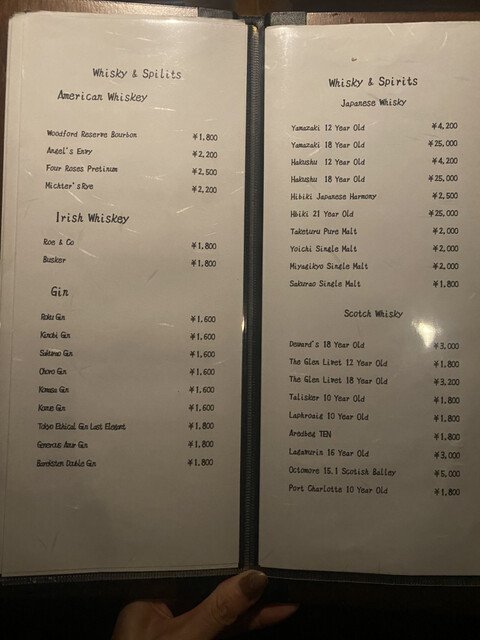 Whisky & Spilits
American Whiskey
Woodford Reserve Bourbon ¥1,800
Angel's Envy ¥2,200
Four Roses Pretinum ¥2,500
Michter's Rye ¥2,200
Irish Whiskey
Roe & Co ¥1,800
Busker ¥1,800
Gin
Roku Gin ¥1,600
Kinobi Gin ¥1,600
Sakurao Gin ¥1,600
Choro Gin ¥1,600
Komasa Gin ¥1,600
Kome Gin ¥1,600
Tokyo Ethical Gin Last Elegant ¥1,800
Generous Azur Gin ¥1,800
Bareksten Double Gin ¥1,800
Whisky & Spirits
Japanese Whisky
Yamazaki 12 Year Old ¥4,200
Yamazaki 18 Year Old ¥25,000
Hakushu 12 Year Old ¥4,200
Hakushu 18 Year Old ¥25,000
Hibiki Japanese Harmony ¥2,500
Hbiki 21 Year Old ¥25,000
Taketuru Pure Malt ¥2,000
Yoichi Single Malt ¥2,000
Miyagikyo Single Malt ¥2,000
Sakurao Single Malt ¥1,800
Scotch Whisky
Deward's 18 Year Old ¥3,000
The Glen Livet 12 Year Old ¥1,800
The Glen Livet 18 Year Old ¥3,200
Talisker 10 Year Old ¥1,800
Laphroaig 10 Year Old ¥1,800
Aredbeg TEN ¥1,800
Lagavurin 16 Year Old ¥3,000
Octomore 15.1 Scotish Balley ¥5,000
Port Charlotte 10 Year Old ¥1,800